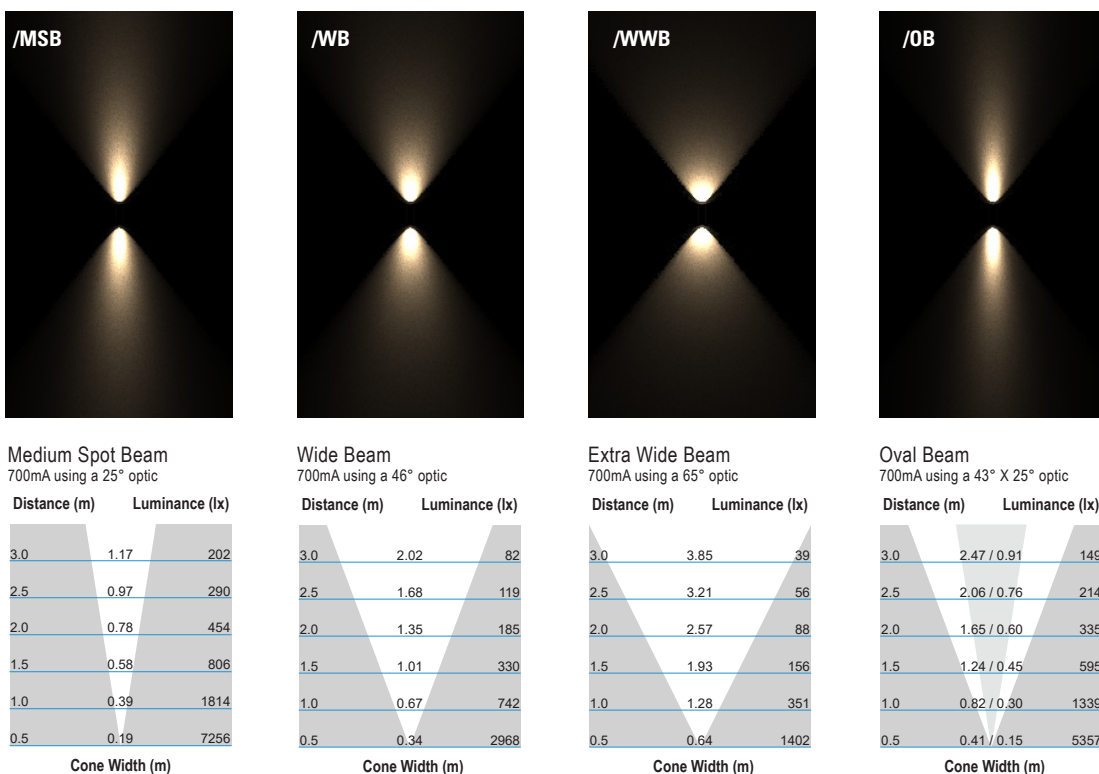 /MSB
Medium Spot Beam
700mA using a 25° optic
Distance (m) Luminance (lx)
3.0 1.17 202
2.5 0.97 290
2.0 0.78 454
1.5 0.58 806
1.0 0.39 1814
0.5 0.19 7256
Cone Width (m)
/WB
Wide Beam
700mA using a 46° optic
Distance (m) Luminance (lx)
3.0 2.02 82
2.5 1.68 119
2.0 1.35 185
1.5 1.01 330
1.0 0.67 742
0.5 0.34 2968
Cone Width (m)
/WWB
Extra Wide Beam
700mA using a 65° optic
Distance (m) Luminance (lx)
3.0 3.85 39
2.5 3.21 56
2.0 2.57 88
1.5 1.93 156
1.0 1.28 351
0.5 0.64 1402
Cone Width (m)
/OB
Oval Beam
700mA using a 43° X 25° optic
Distance (m) Luminance (lx)
3.0 2.47 / 0.91 149
2.5 2.06 / 0.76 214
2.0 1.65 / 0.60 335
1.5 1.24 / 0.45 595
1.0 0.82 / 0.30 1339
0.5 0.41 / 0.15 5357
Cone Width (m)